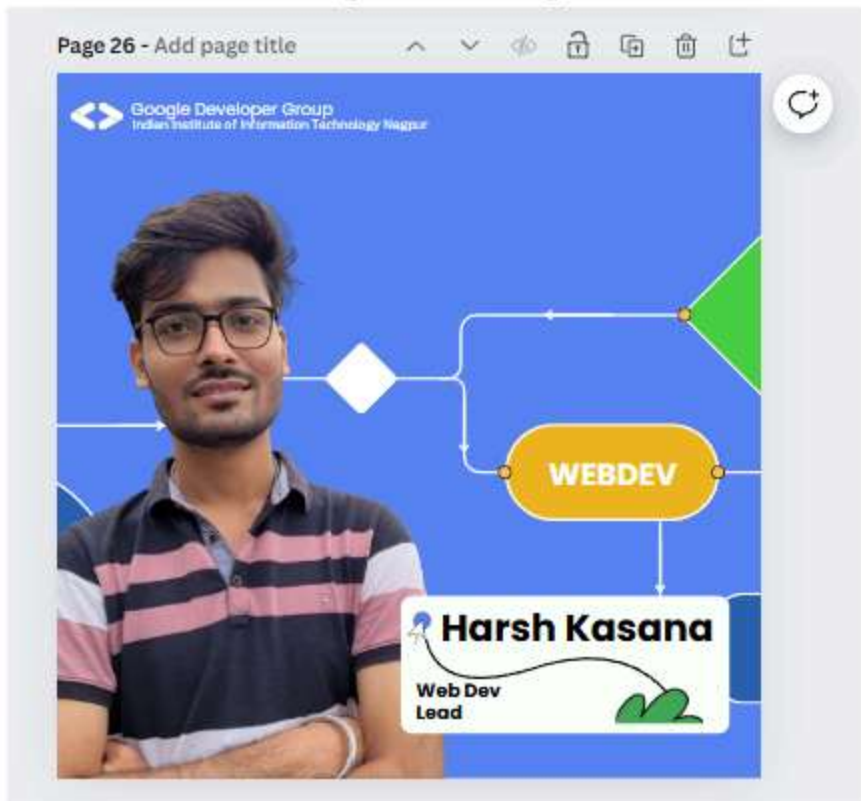 Page 26 - Add page title
Google Developer Group
Indian Institute of Information Technology Nagpur
WEBDEV
Harsh Kasana
Web Dev
Lead